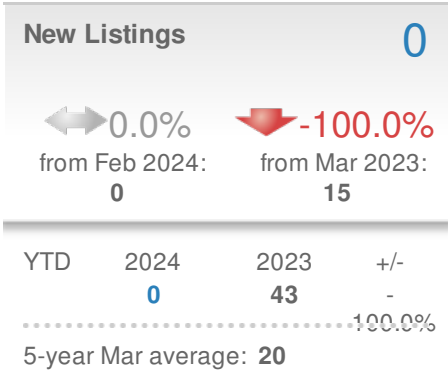 New Listings 0
0.0% -100.0%
from Feb 2024: from Mar 2023:
0 15
YTD 2024 2023 +/-
0 43 -
100.0%
5-year Mar average: 20